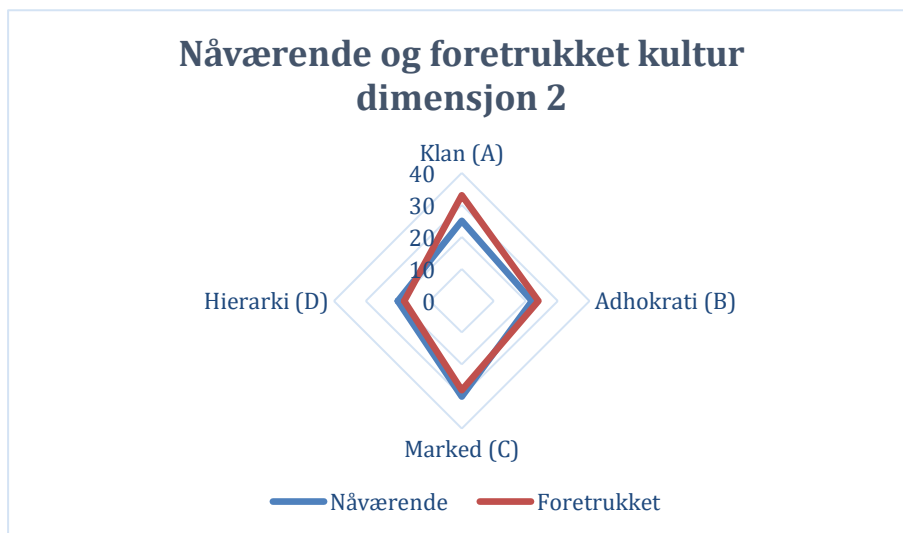 Nåværende og foretrukket kultur
dimensjon 2
Klan (A)
40
30
20
10
0
Hierarki (D)
Adhokrati (B)
Marked (C)
Nåværende
Foretrukket